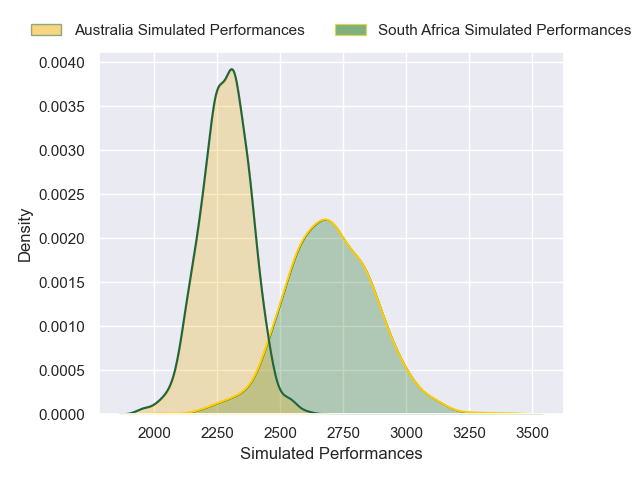 Australia Simulated Performances South Africa Simulated Performances
0.0040
0.0035
0.0030
0.0025
0.0020
0.0015
0.0010
0.0005
0.0000
Density
2000 2250 2500 2750 3000 3250 3500
Simulated Performances